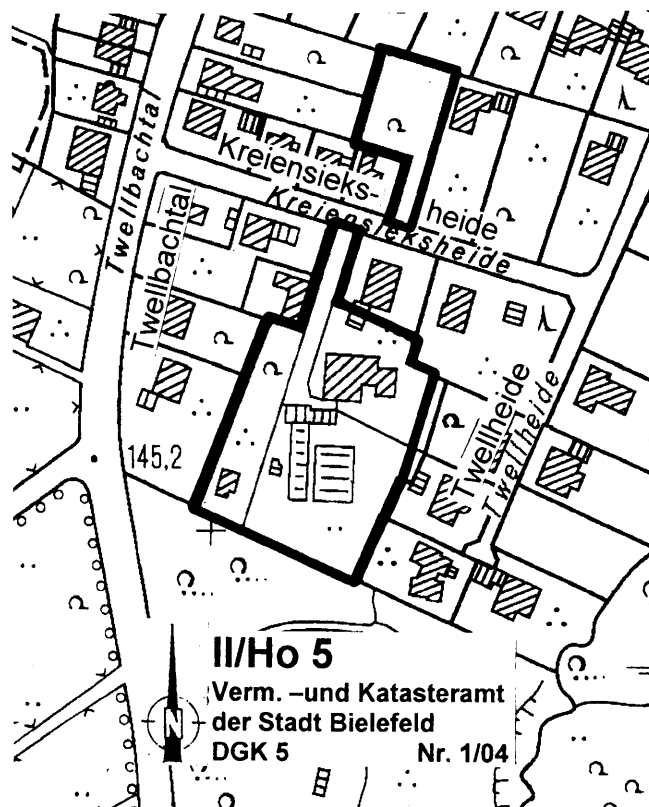 Twellbachtal
Kreiensieks-
heide
Kreiensieksheide
Twellbachtal
Twellheide
Twellheide
145,2
II/Ho 5
Verm. –und Katasteramt
der Stadt Bielefeld
N
DGK 5 Nr. 1/04